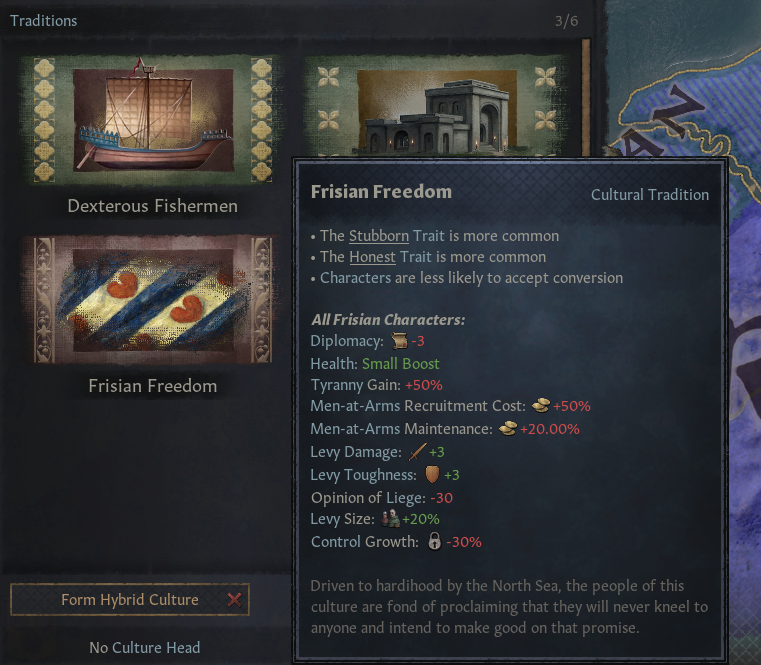 Traditions
3/6
AN
Dexterous Fishermen
Frisian Freedom
Frisian Freedom
Cultural Tradition
• The Stubborn Trait is more common
• The Honest Trait is more common
• Characters are less likely to accept conversion
All Frisian Characters:
Diplomacy: -3
Health: Small Boost
Tyranny Gain: +50%
Men-at-Arms Recruitment Cost: +50%
Men-at-Arms Maintenance: +20.00%
Levy Damage: +3
Levy Toughness: +3
Opinion of Liege: -30
Levy Size: +20%
Control Growth: -30%
Driven to hardihood by the North Sea, the people of this
culture are fond of proclaiming that they will never kneel to
anyone and intend to make good on that promise.
Form Hybrid Culture
No Culture Head